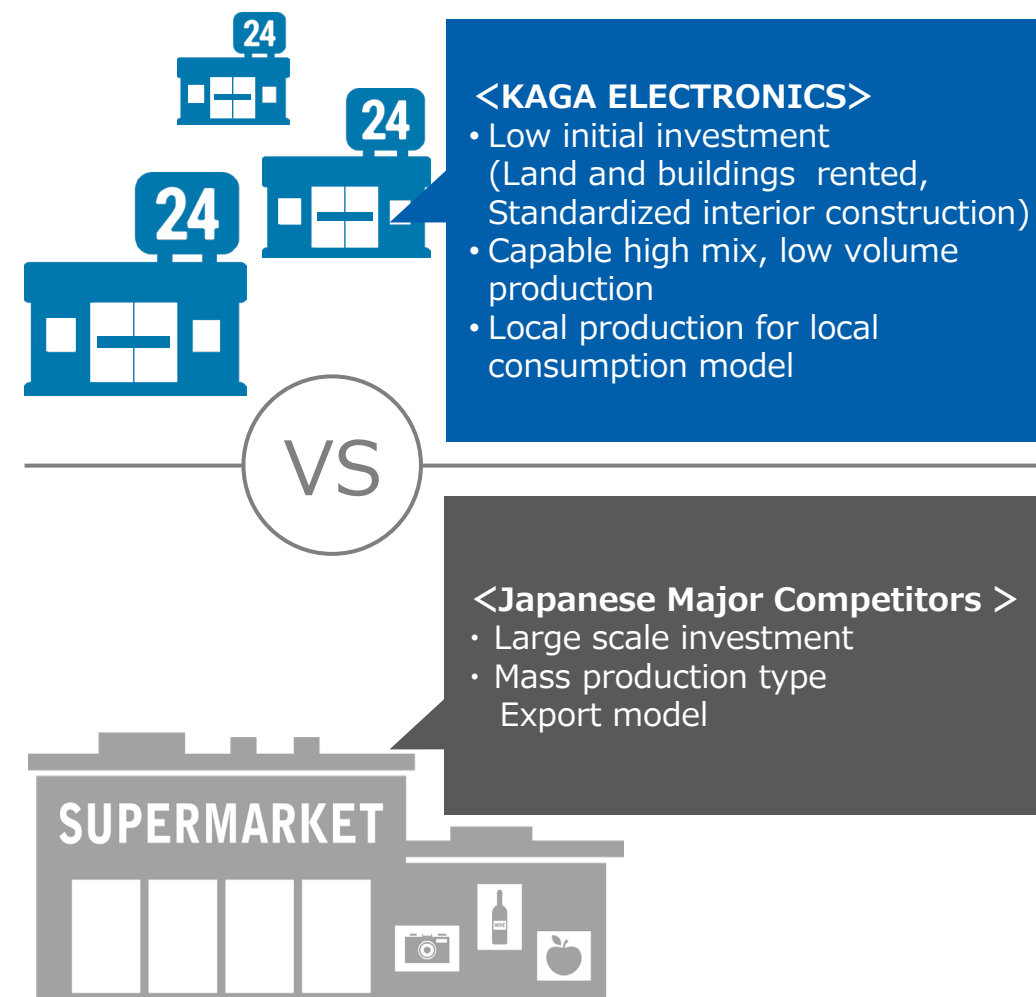 24
24
24
<KAGA ELECTRONICS>
• Low initial investment
(Land and buildings rented,
Standardized interior construction)
• Capable high mix, low volume
production
• Local production for local
consumption model
VS
<Japanese Major Competitors >
・ Large scale investment
・ Mass production type
Export model
SUPERMARKET
WINE